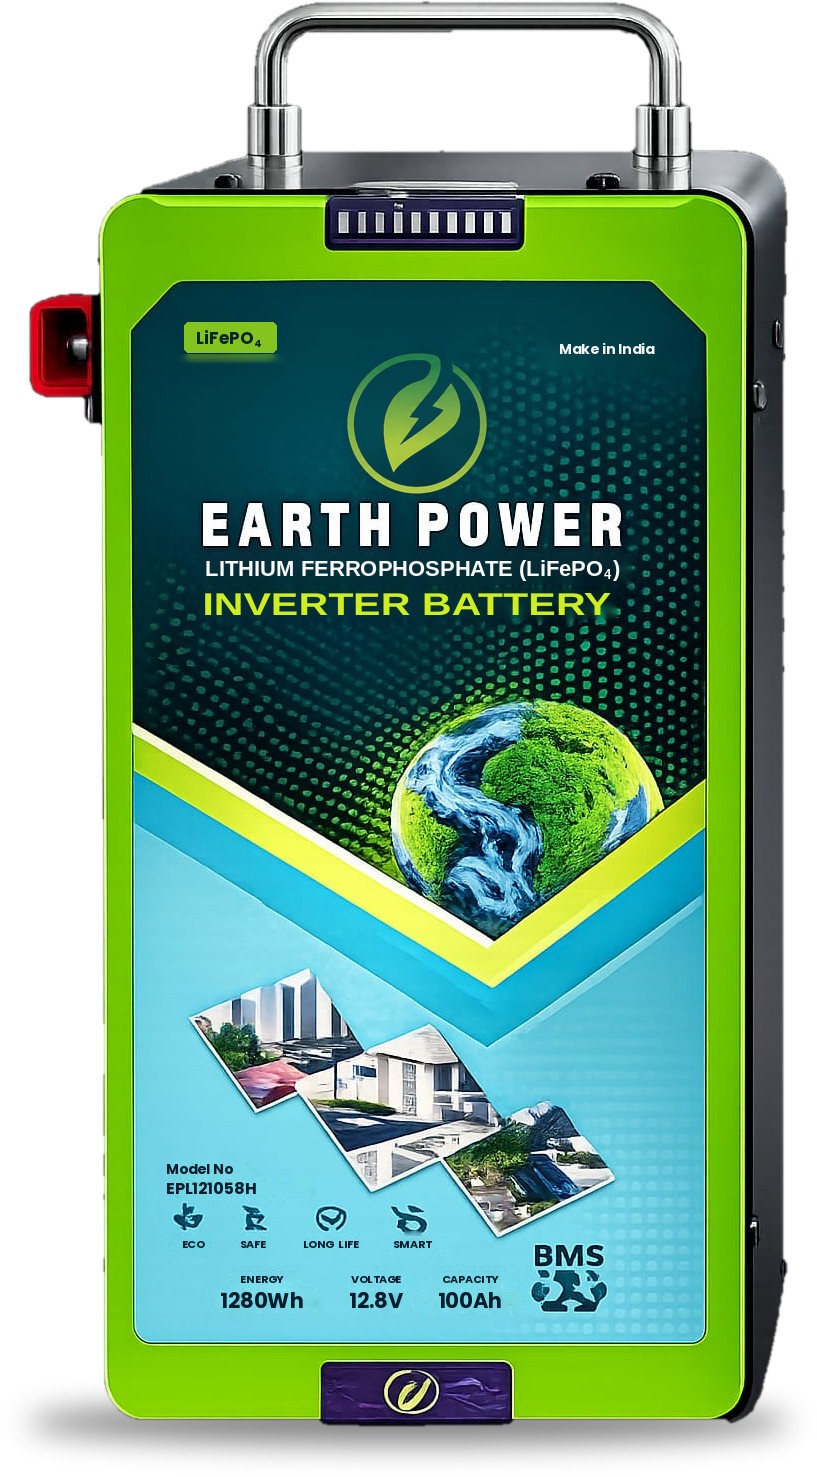 LiFePO₄
Make in India
EARTH POWER
LITHIUM FERROPHOSPHATE (LiFePO₄)
INVERTER BATTERY
Model No
EPL121058H
ECO SAFE LONG LIFE SMART
ENERGY VOLTAGE CAPACITY
1280Wh 12.8V 100Ah
BMS